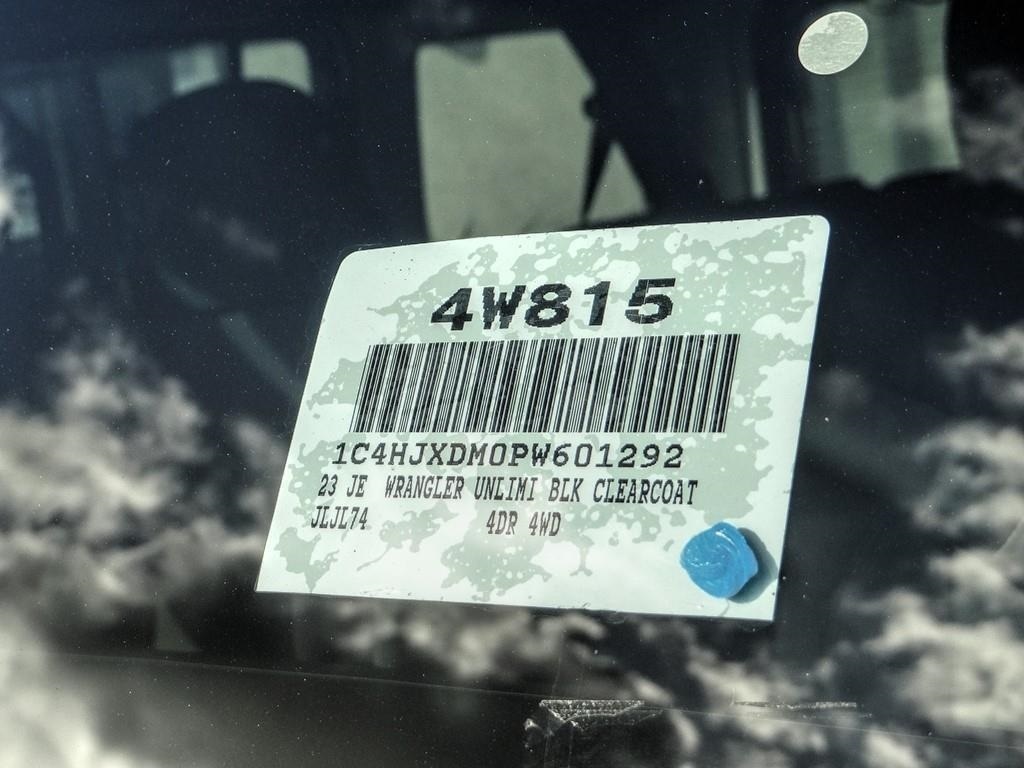 4W815
1C4HJXDM0PW601292
23 JE WRANGLER UNLIMI BLK CLEARCOAT
JLJL74 4DR 4WD